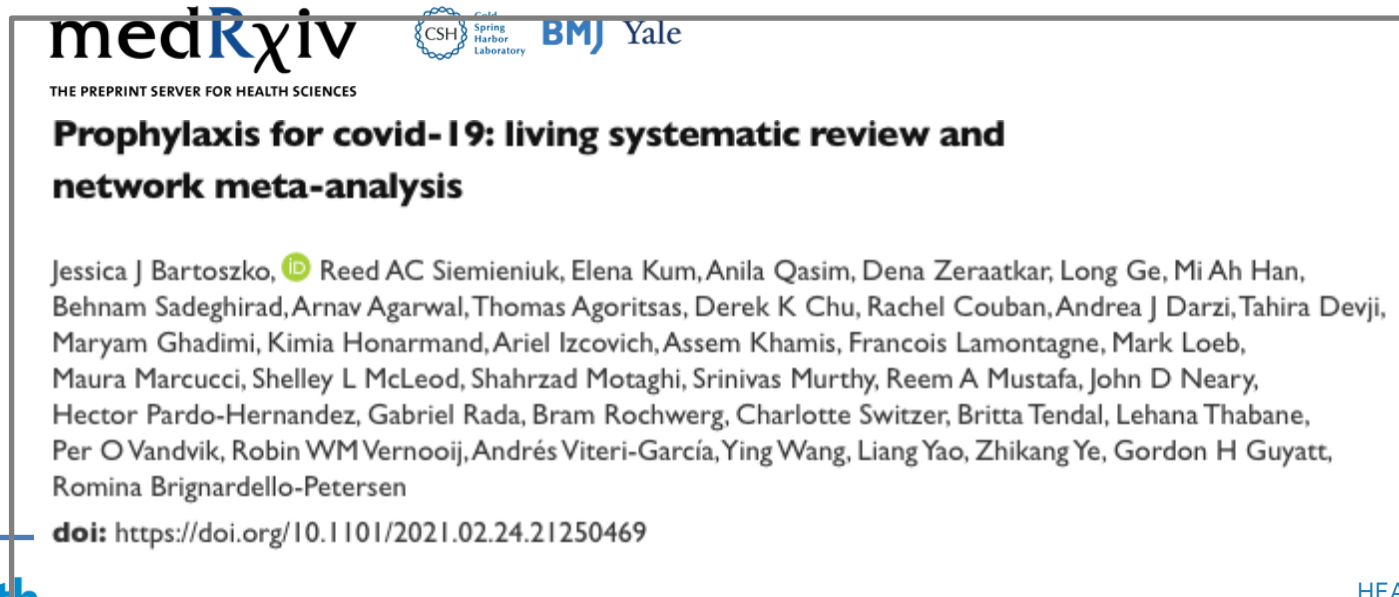 medRχiv
CSH Cold Spring Harbor Laboratory BMJ Yale
THE PREPRINT SERVER FOR HEALTH SCIENCES
Prophylaxis for covid-19: living systematic review and
network meta-analysis
Jessica J Bartoszko, iD Reed AC Siemieniuk, Elena Kum, Anila Qasim, Dena Zeraatkar, Long Ge, Mi Ah Han,
Behnam Sadeghirad, Arnav Agarwal, Thomas Agoritsas, Derek K Chu, Rachel Couban, Andrea J Darzi, Tahira Devji,
Maryam Ghadimi, Kimia Honarmand, Ariel Izcovich, Assem Khamis, Francois Lamontagne, Mark Loeb,
Maura Marcucci, Shelley L McLeod, Shahrzad Motaghi, Srinivas Murthy, Reem A Mustafa, John D Neary,
Hector Pardo-Hernandez, Gabriel Rada, Bram Rochwerg, Charlotte Switzer, Britta Tendal, Lehana Thabane,
Per O Vandvik, Robin WM Vernooij, Andrés Viteri-García, Ying Wang, Liang Yao, Zhikang Ye, Gordon H Guyatt,
Romina Brignardello-Petersen
doi: https://doi.org/10.1101/2021.02.24.21250469